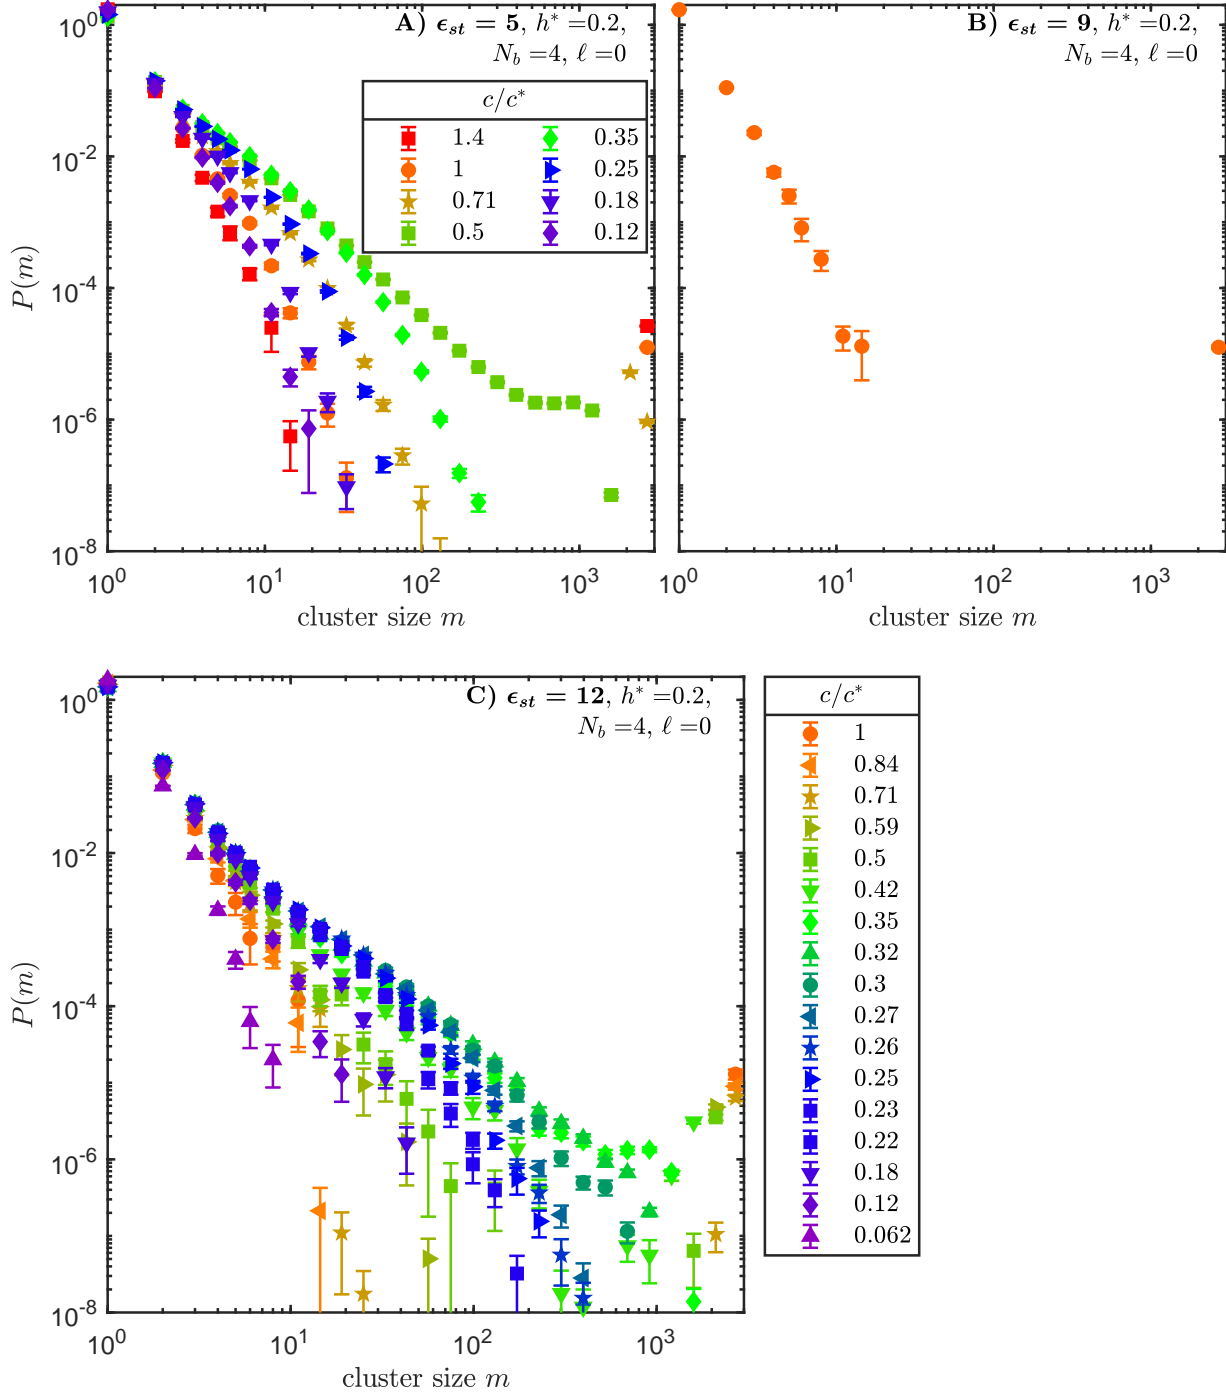 A) ϵ_st = 5, h* =0.2,
N_b =4, ℓ =0
c/c*
1.4
1
0.71
0.5
0.35
0.25
0.18
0.12
P(m)
10^0
10^-2
10^-4
10^-6
10^-8
10^0 10^1 10^2 10^3
cluster size m
B) ϵ_st = 9, h* =0.2,
N_b =4, ℓ =0
10^0 10^1 10^2 10^3
cluster size m
C) ϵ_st = 12, h* =0.2,
N_b =4, ℓ =0
P(m)
10^0
10^-2
10^-4
10^-6
10^-8
10^0 10^1 10^2 10^3
cluster size m
c/c*
1
0.84
0.71
0.59
0.5
0.42
0.35
0.32
0.3
0.27
0.26
0.25
0.23
0.22
0.18
0.12
0.062